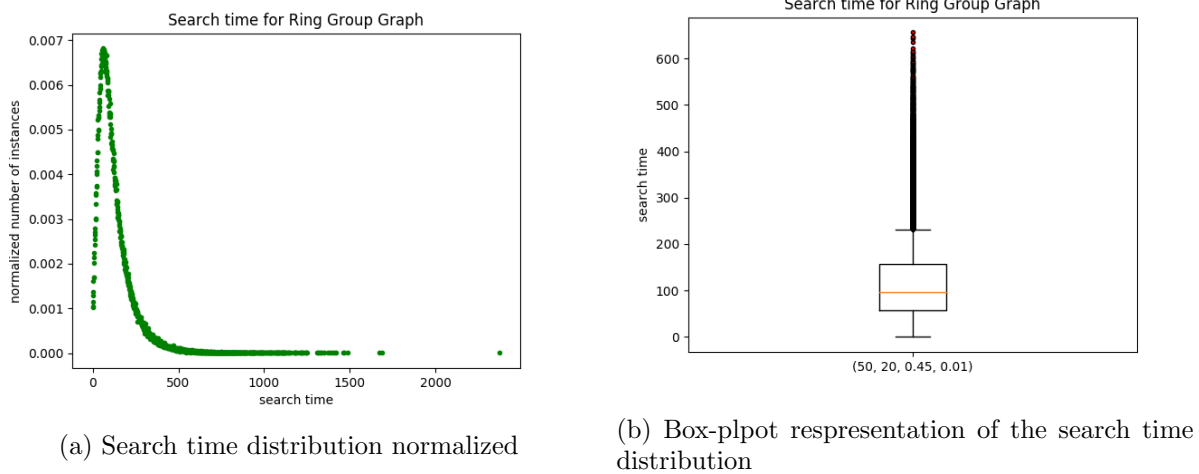 Search time for Ring Group Graph
normalized number of instances
0.007
0.006
0.005
0.004
0.003
0.002
0.001
0.000
0 500 1000 1500 2000
search time
(a) Search time distribution normalized
Search time for Ring Group Graph
search time
600
500
400
300
200
100
0
(50, 20, 0.45, 0.01)
(b) Box-plpot respresentation of the search time
distribution